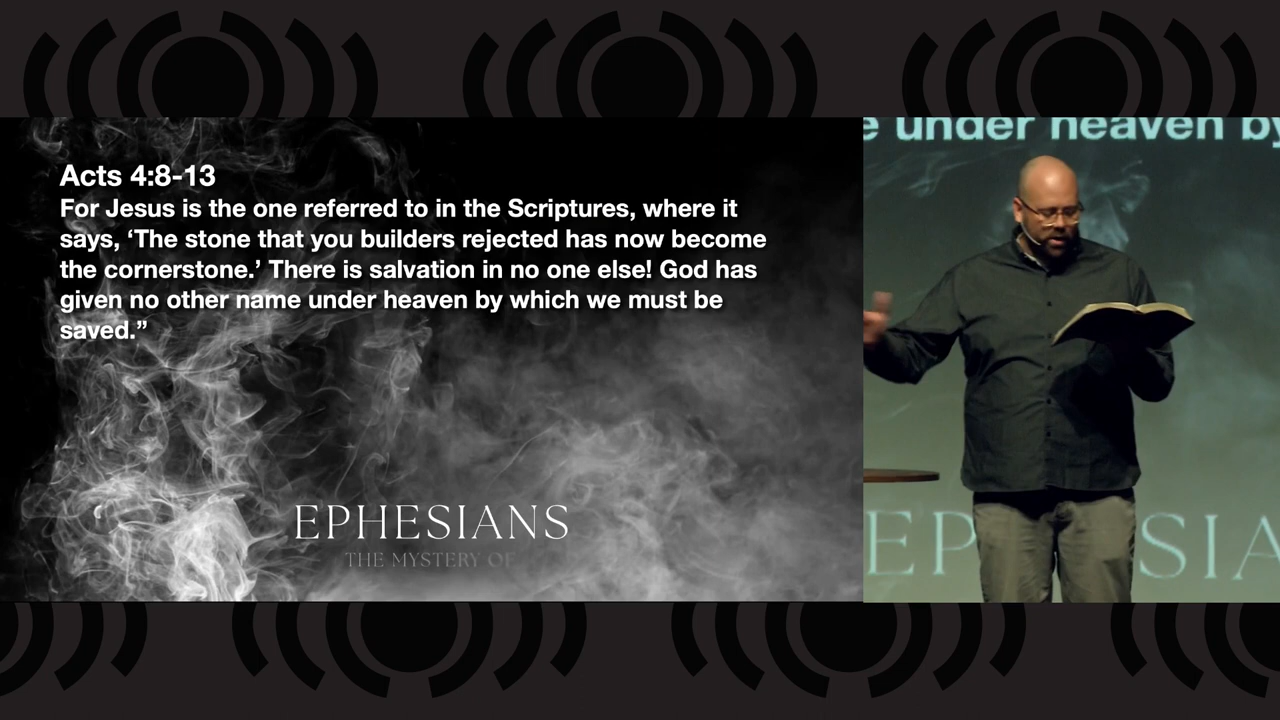 Acts 4:8-13
For Jesus is the one referred to in the Scriptures, where it
says, ‘The stone that you builders rejected has now become
the cornerstone.’ There is salvation in no one else! God has
given no other name under heaven by which we must be
saved.”
EPHESIANS
THE MYSTERY OF
e under heaven by
EP SIA